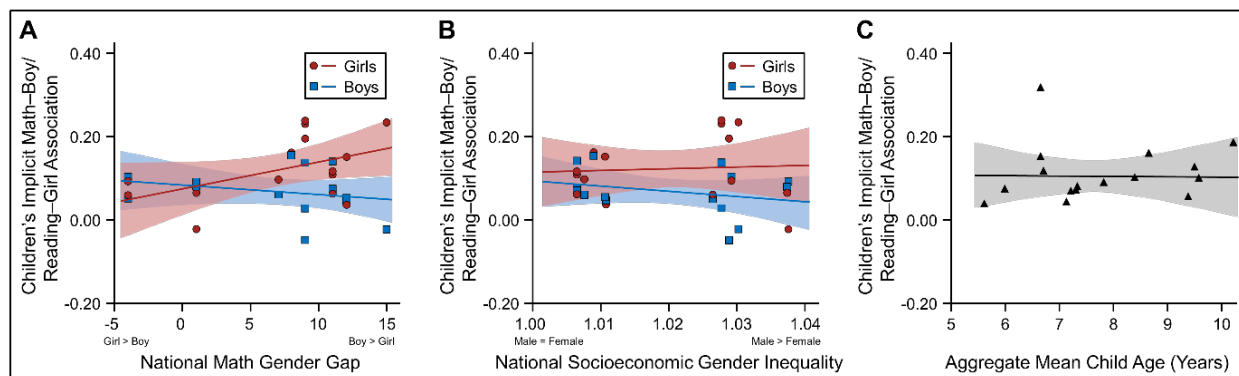 A
Children's Implicit Math–Boy/
Reading–Girl Association
0.40
0.20
0.00
-0.20
Girls
Boys
-5
0
5
10
15
Girl > Boy
Boy > Girl
National Math Gender Gap
B
Children's Implicit Math–Boy/
Reading–Girl Association
0.40
0.20
0.00
-0.20
Girls
Boys
1.00
1.01
1.02
1.03
1.04
Male = Female
Male > Female
National Socioeconomic Gender Inequality
C
Children's Implicit Math–Boy/
Reading–Girl Association
0.40
0.20
0.00
-0.20
5
6
7
8
9
10
Aggregate Mean Child Age (Years)